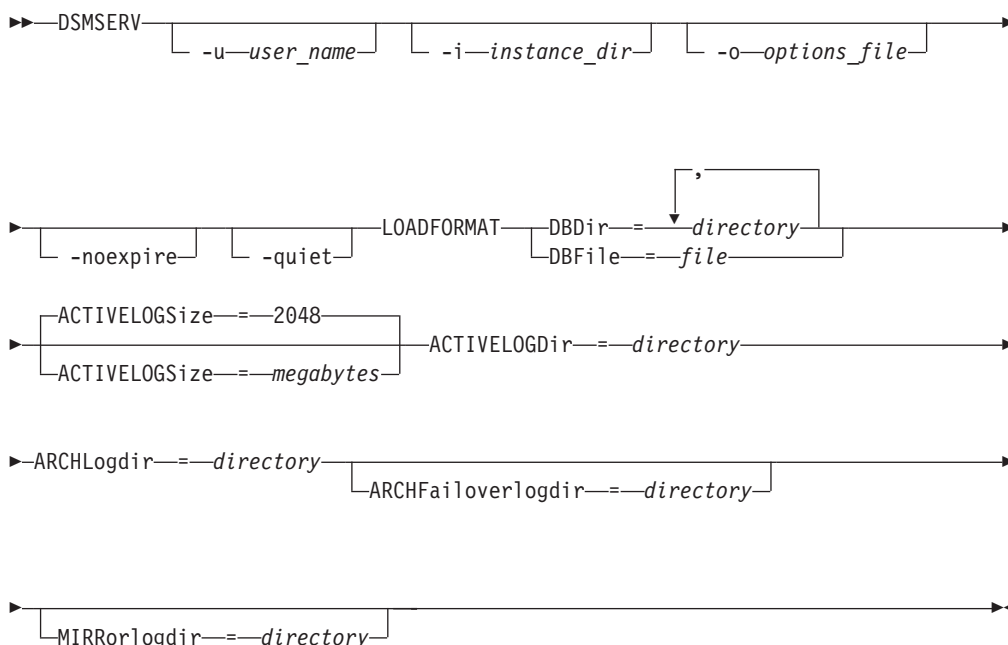 DSMSERV
-u user_name -i instance_dir -o options_file
,
LOADFORMAT DBDir = directory
-noexpire -quiet DBFile = file
ACTIVELOGSize = 2048
ACTIVELOGDir = directory
ACTIVELOGSize = megabytes
ARCHLogdir = directory
ARCHFailoverlogdir = directory
MIRRorlogdir = directory